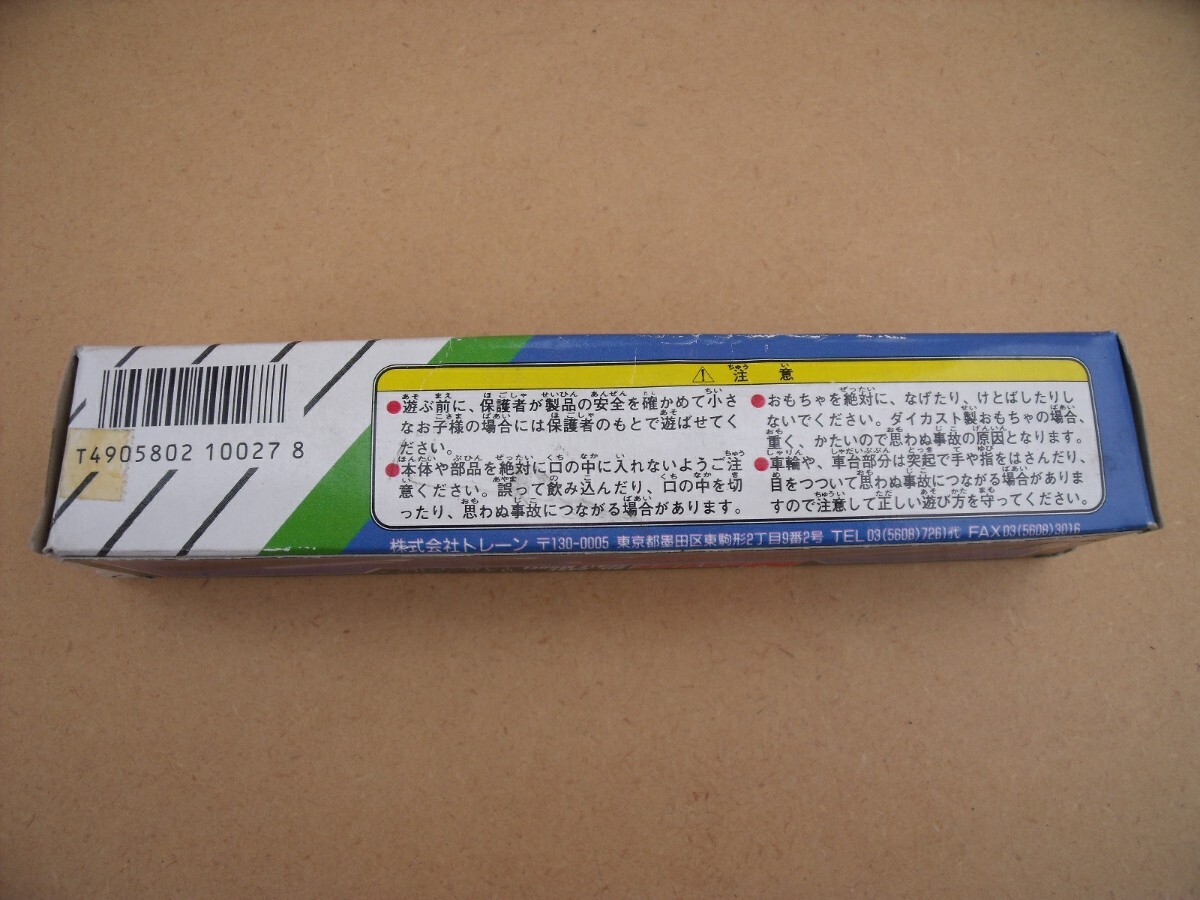 T4905802 10027 8
注意
●遊ぶ前に、保護者が製品の安全を確かめて小さ
なお子様の場合には保護者のもとで遊ばせてく
ださい。
●本体や部品を絶対に口の中に入れないようご注
意ください。誤って飲み込んだり、口の中を切
ったり、思わぬ事故につながる場合があります。
●おもちゃを絶対に、なげたり、けとばしたりし
ないでください。ダイカスト製おもちゃの場合、
重く、かたいので思わぬ事故の原因となります。
●車輪や、車台部分は突起で手や指をはさんだり、
目をつついて思わぬ事故につながる場合がありま
すので注意して正しい遊び方を守ってください。
株式会社トレーン 〒130-0005 東京都墨田区東駒形2丁目9番2号 TEL 03(5608)7261代 FAX03(5608)3016